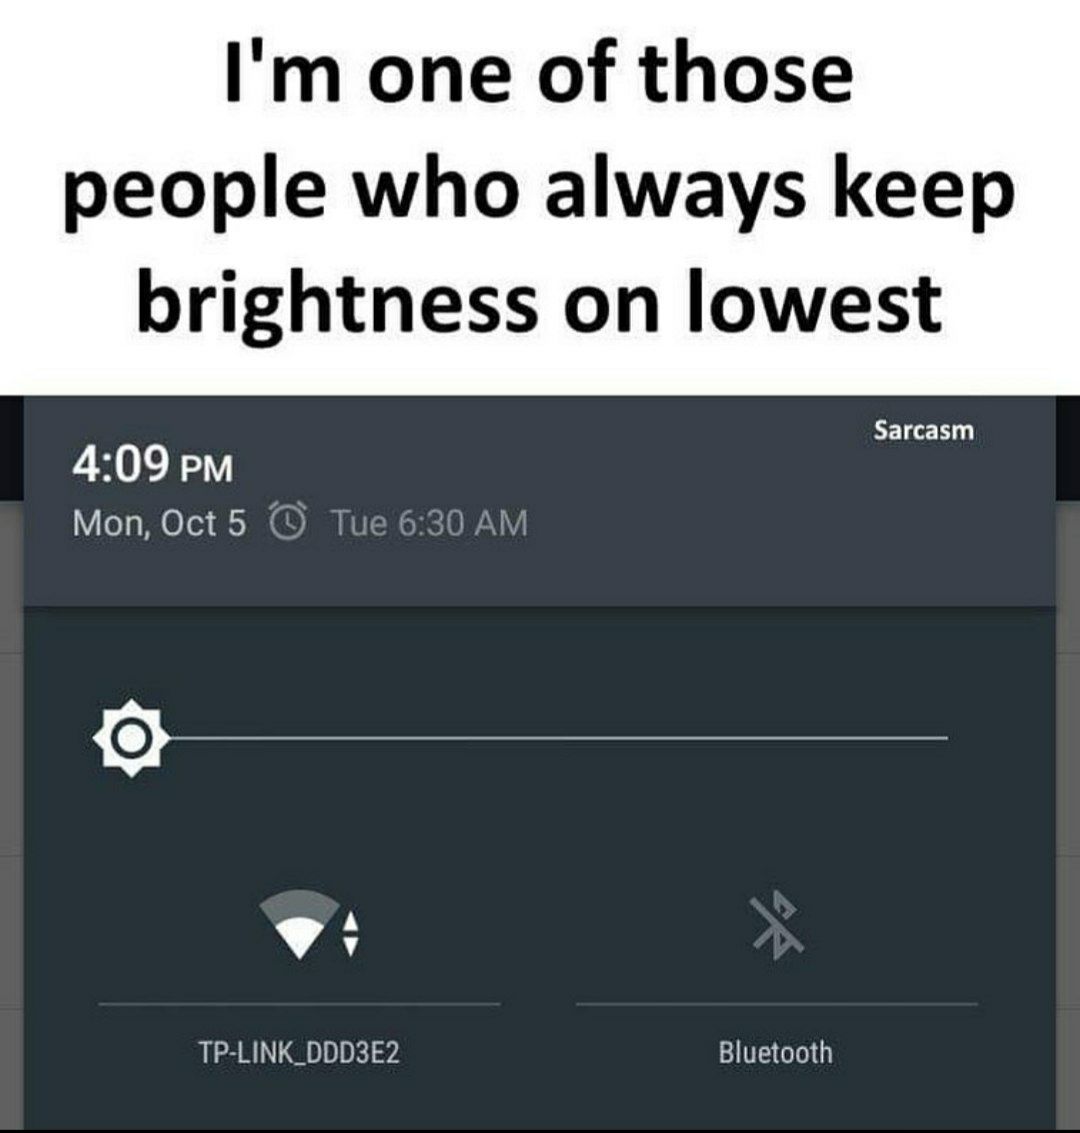 I'm one of those
people who always keep
brightness on lowest
Sarcasm
4:09 PM
Mon, Oct 5 Tue 6:30 AM
TP-LINK_DDD3E2
Bluetooth